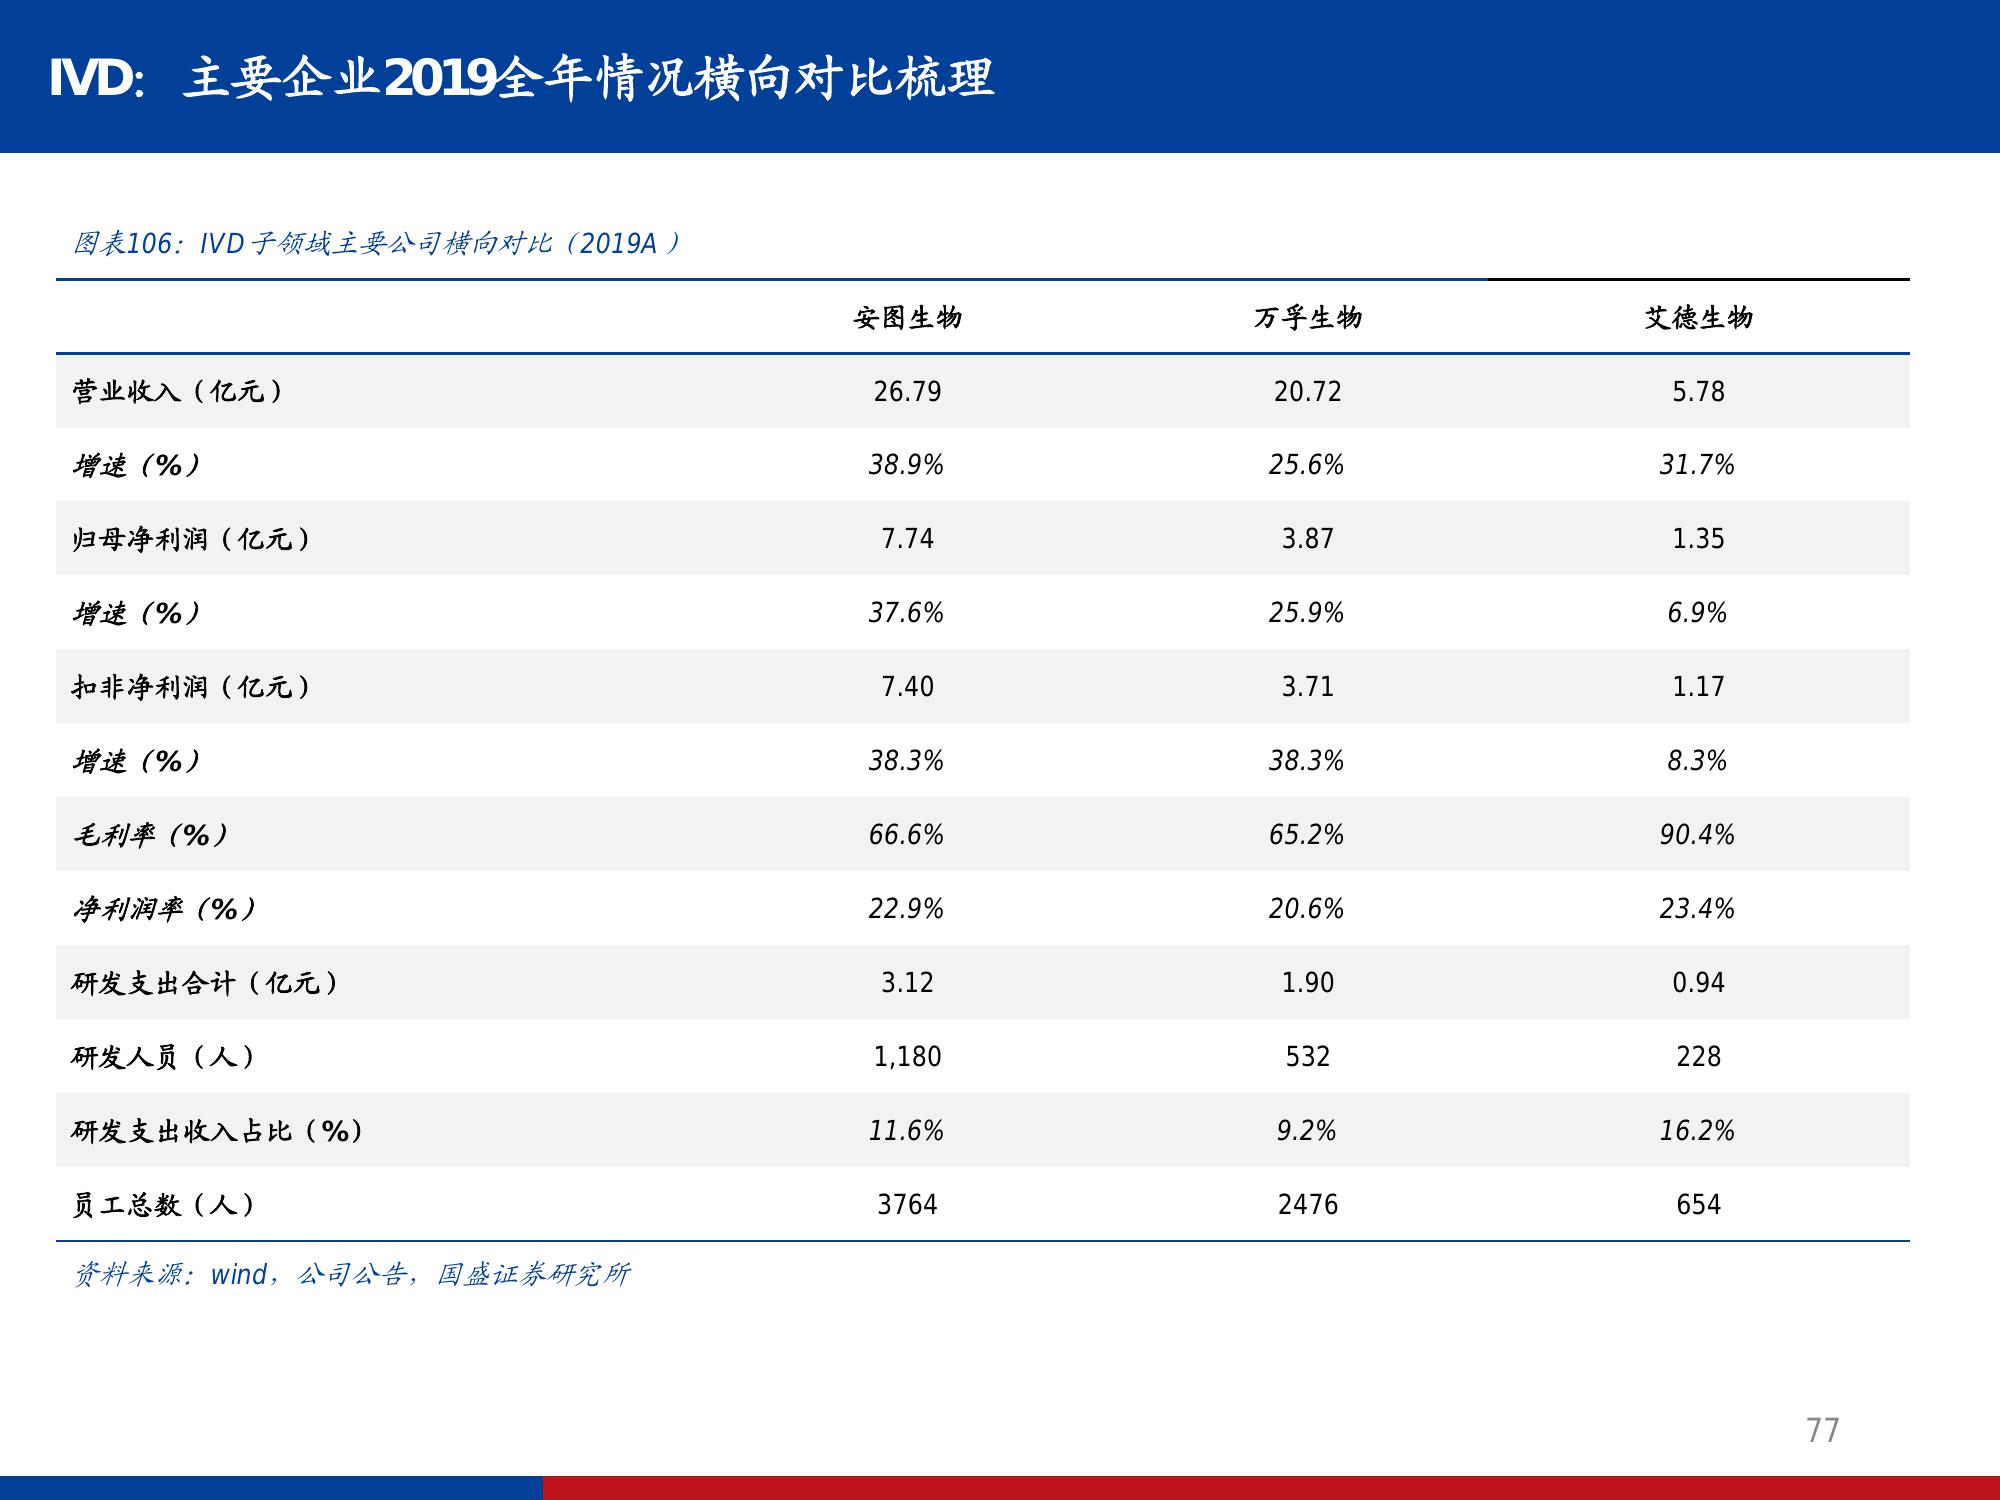 IVD：主要企业2019全年情况横向对比梳理
图表106：IVD子领域主要公司横向对比（2019A）
安图生物 万孚生物 艾德生物
营业收入（亿元） 26.79 20.72 5.78
增速（%） 38.9% 25.6% 31.7%
归母净利润（亿元） 7.74 3.87 1.35
增速（%） 37.6% 25.9% 6.9%
扣非净利润（亿元） 7.40 3.71 1.17
增速（%） 38.3% 38.3% 8.3%
毛利率（%） 66.6% 65.2% 90.4%
净利润率（%） 22.9% 20.6% 23.4%
研发支出合计（亿元） 3.12 1.90 0.94
研发人员（人） 1,180 532 228
研发支出收入占比（%） 11.6% 9.2% 16.2%
员工总数（人） 3764 2476 654
资料来源：wind，公司公告，国盛证券研究所
77